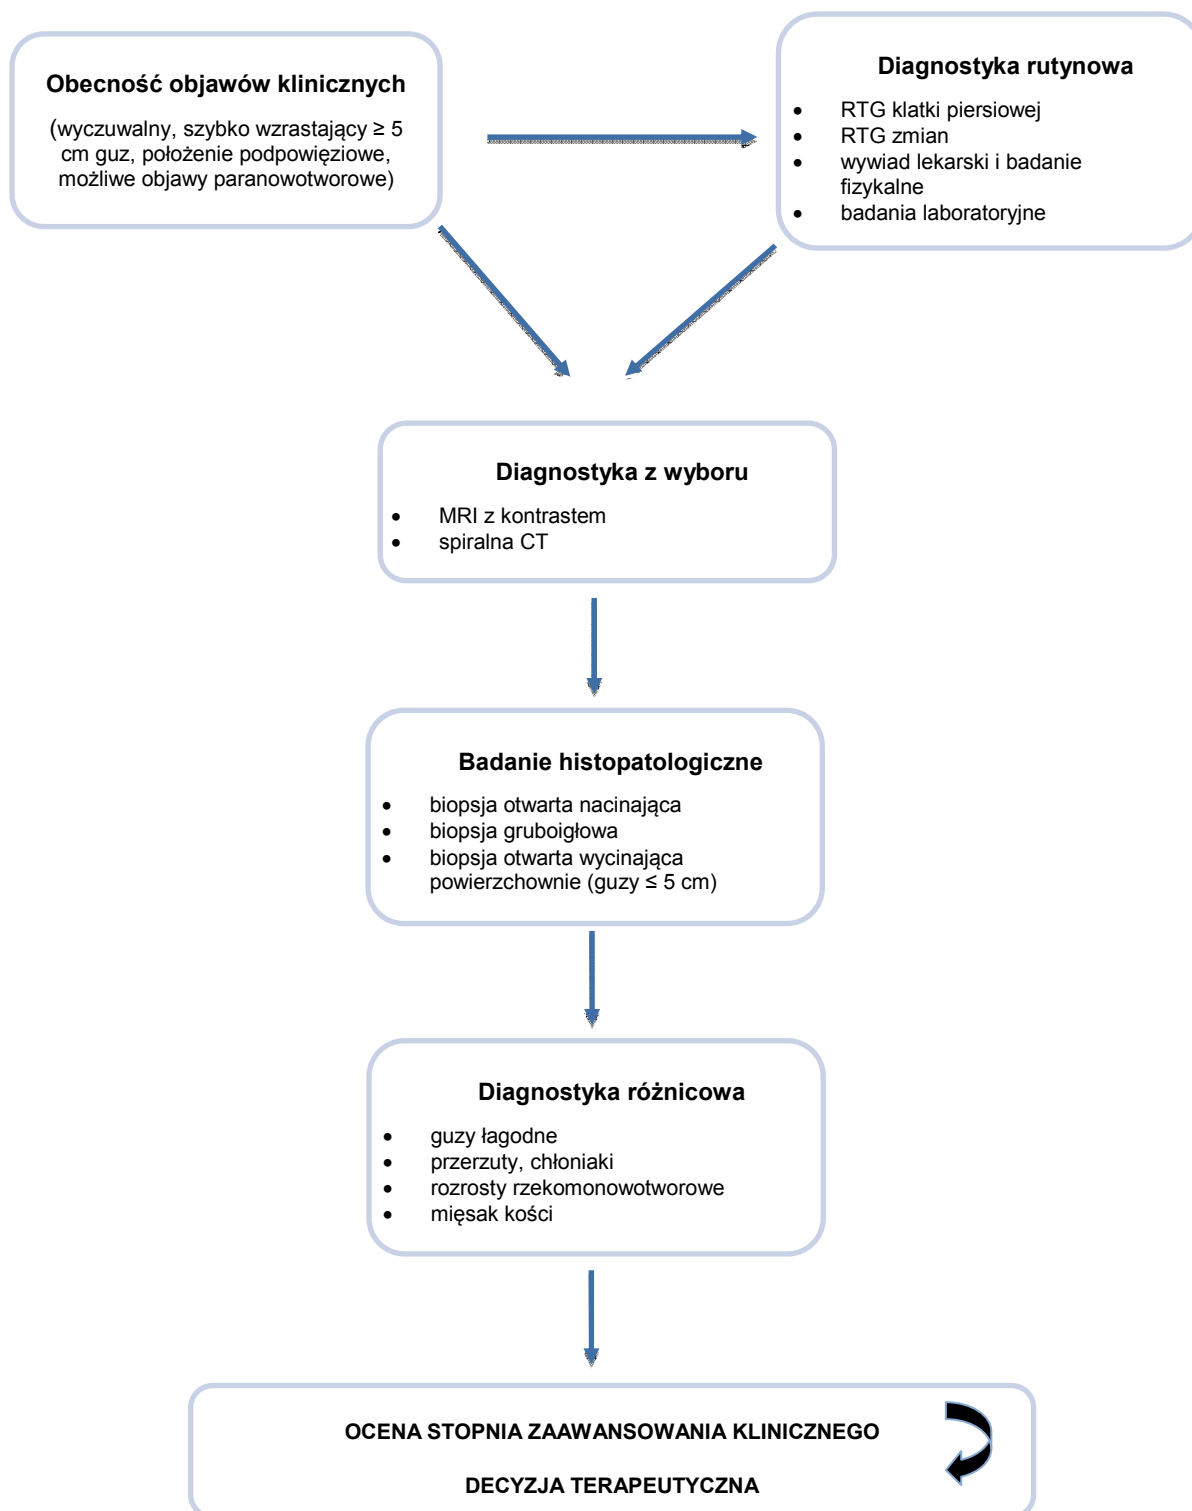 Obecność objawów klinicznych
(wyczuwalny, szybko wzrastający ≥ 5
cm guz, położenie podpowięziowe,
możliwe objawy paranowotworowe)
Diagnostyka rutynowa
• RTG klatki piersiowej
• RTG zmian
• wywiad lekarski i badanie
fizykalne
• badania laboratoryjne
Diagnostyka z wyboru
• MRI z kontrastem
• spiralna CT
Badanie histopatologiczne
• biopsja otwarta nacinająca
• biopsja gruboigłowa
• biopsja otwarta wycinająca
powierzchownie (guzy ≤ 5 cm)
Diagnostyka różnicowa
• guzy łagodne
• przerzuty, chłoniaki
• rozrosty rzekomonowotworowe
• mięsak kości
OCENA STOPNIA ZAAWANSOWANIA KLINICZNEGO
DECYZJA TERAPEUTYCZNA